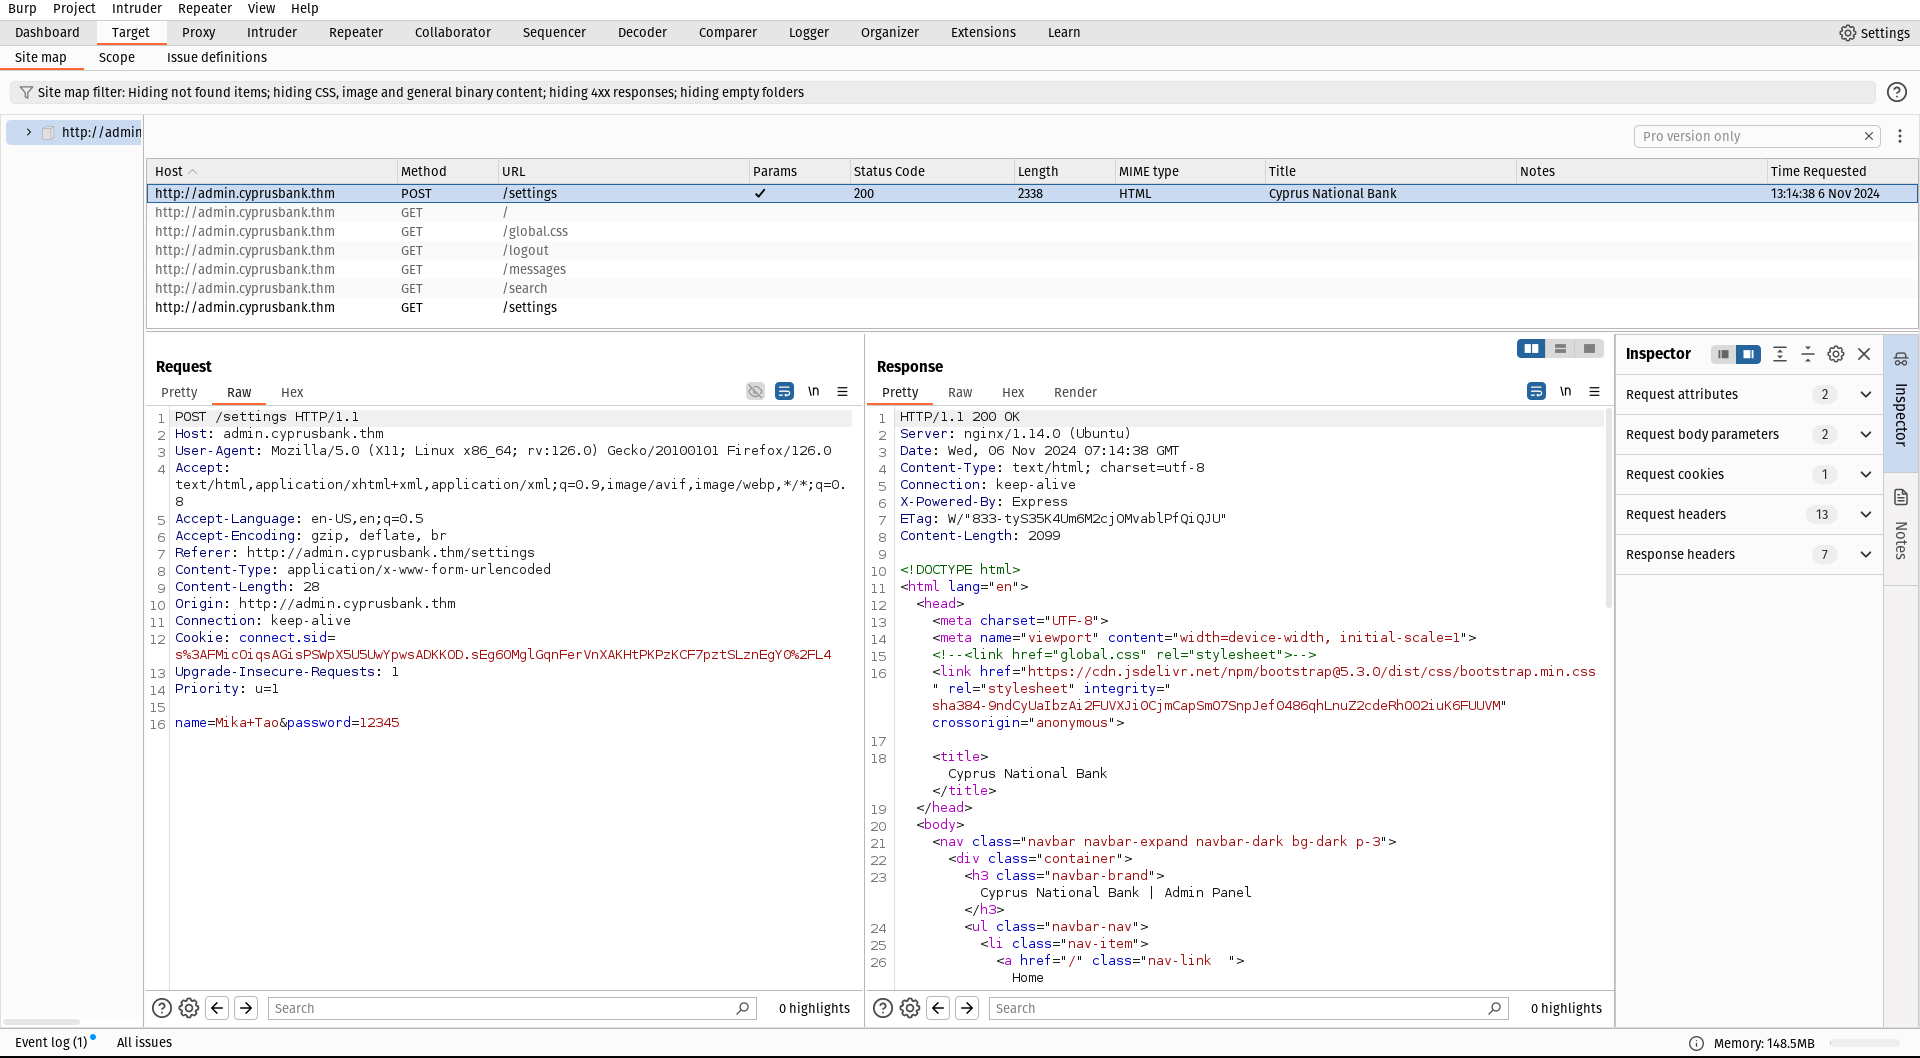 Burp Project Intruder Repeater View Help
Dashboard Target Proxy Intruder Repeater Collaborator Sequencer Decoder Comparer Logger Organizer Extensions Learn Settings
Site map Scope Issue definitions
Site map filter: Hiding not found items; hiding CSS, image and general binary content; hiding 4xx responses; hiding empty folders
http://admin
Pro version only
Host Method URL Params Status Code Length MIME type Title Notes Time Requested
http://admin.cyprusbank.thm POST /settings ✓ 200 2338 HTML Cyprus National Bank 13:14:38 6 Nov 2024
http://admin.cyprusbank.thm GET /
http://admin.cyprusbank.thm GET /global.css
http://admin.cyprusbank.thm GET /logout
http://admin.cyprusbank.thm GET /messages
http://admin.cyprusbank.thm GET /search
http://admin.cyprusbank.thm GET /settings
Request
Pretty Raw Hex \n
1 POST /settings HTTP/1.1
2 Host: admin.cyprusbank.thm
3 User-Agent: Mozilla/5.0 (X11; Linux x86_64; rv:126.0) Gecko/20100101 Firefox/126.0
4 Accept:
text/html,application/xhtml+xml,application/xml;q=0.9,image/avif,image/webp,*/*;q=0.
8
5 Accept-Language: en-US,en;q=0.5
6 Accept-Encoding: gzip, deflate, br
7 Referer: http://admin.cyprusbank.thm/settings
8 Content-Type: application/x-www-form-urlencoded
9 Content-Length: 28
10 Origin: http://admin.cyprusbank.thm
11 Connection: keep-alive
12 Cookie: connect.sid=
s%3AFMicOiqsAGisPSWpX5U5UwYpwsADKKOD.sEg6OMglGqnFerVnXAKHtPKPzKCF7pztSLznEgY0%2FL4
13 Upgrade-Insecure-Requests: 1
14 Priority: u=1
15
16 name=Mika+Tao&password=12345
Search 0 highlights
Response
Pretty Raw Hex Render \n
1 HTTP/1.1 200 OK
2 Server: nginx/1.14.0 (Ubuntu)
3 Date: Wed, 06 Nov 2024 07:14:38 GMT
4 Content-Type: text/html; charset=utf-8
5 Connection: keep-alive
6 X-Powered-By: Express
7 ETag: W/"833-tyS35K4Um6M2cjOMvablPfQiQJU"
8 Content-Length: 2099
9
10 <!DOCTYPE html>
11 <html lang="en">
12 <head>
13 <meta charset="UTF-8">
14 <meta name="viewport" content="width=device-width, initial-scale=1">
15 <!--<link href="global.css" rel="stylesheet">-->
16 <link href="https://cdn.jsdelivr.net/npm/bootstrap@5.3.0/dist/css/bootstrap.min.css
" rel="stylesheet" integrity="
sha384-9ndCyUaIbzAi2FUVXJi0CjmCapSmO7SnpJef0486qhLnuZ2cdeRhO02iuK6FUUVM"
crossorigin="anonymous">
17
18 <title>
Cyprus National Bank
</title>
19 </head>
20 <body>
21 <nav class="navbar navbar-expand navbar-dark bg-dark p-3">
22 <div class="container">
23 <h3 class="navbar-brand">
Cyprus National Bank | Admin Panel
</h3>
24 <ul class="navbar-nav">
25 <li class="nav-item">
26 <a href="/" class="nav-link  ">
Home
Search 0 highlights
Inspector
Request attributes 2
Request body parameters 2
Request cookies 1
Request headers 13
Response headers 7
Inspector
Notes
Event log (1) All issues Memory: 148.5MB